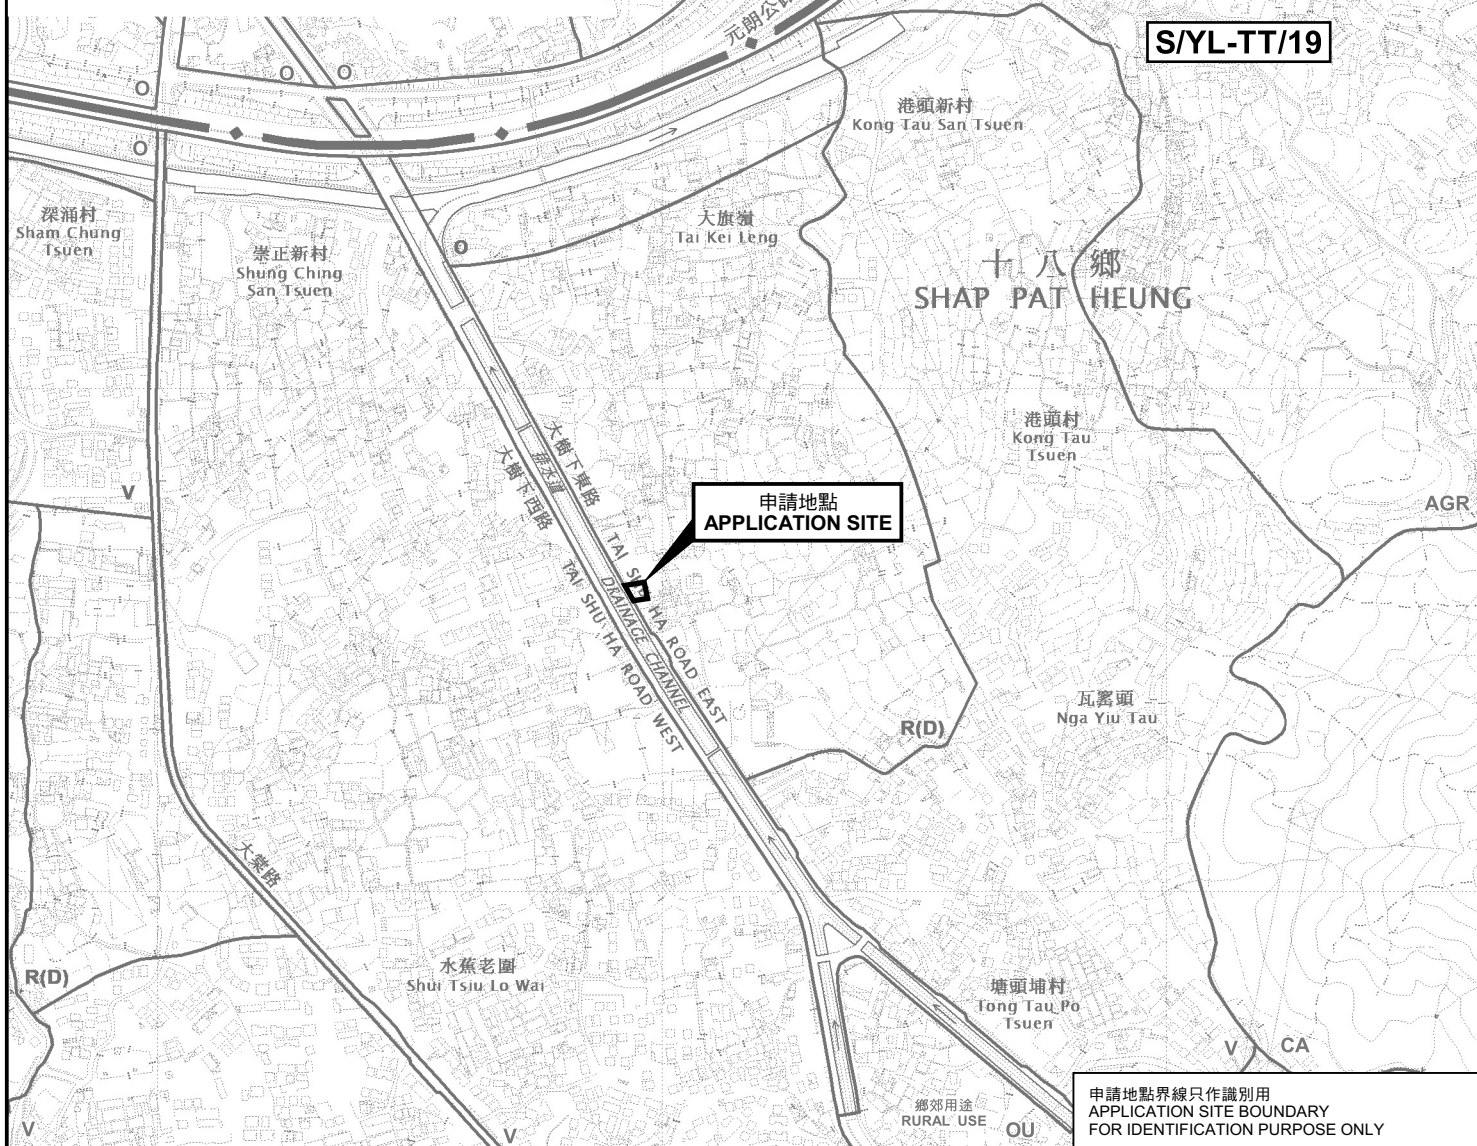 元朗公路
S/YL-TT/19
O
O
O
O
港頭新村
Kong Tau San Tsuen
深涌村
Sham Chung
Tsuen
崇正新村
Shung Ching
San Tsuen
O
大旗嶺
Tai Kei Leng
十八鄉
SHAP PAT HEUNG
港頭村
Kong Tau
Tsuen
大樹下東路
排水道
大樹下西路
V
申請地點
APPLICATION SITE
AGR
TAI SHU HA ROAD EAST
DRAINAGE CHANNEL
TAI SHU HA ROAD WEST
瓦窰頭
Nga Yiu Tau
R(D)
大棠路
水蕉老圍
Shui Tsiu Lo Wai
R(D)
塘頭埔村
Tong Tau Po
Tsuen
V
CA
鄉郊用途
RURAL USE
OU
V
V
申請地點界線只作識別用
APPLICATION SITE BOUNDARY
FOR IDENTIFICATION PURPOSE ONLY